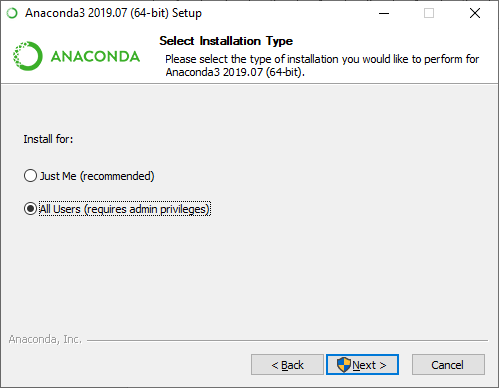 Anaconda3 2019.07 (64-bit) Setup
ANACONDA
Select Installation Type
Please select the type of installation you would like to perform for
Anaconda3 2019.07 (64-bit).
Install for:
Just Me (recommended)
All Users (requires admin privileges)
Anaconda, Inc.
< Back
Next >
Cancel